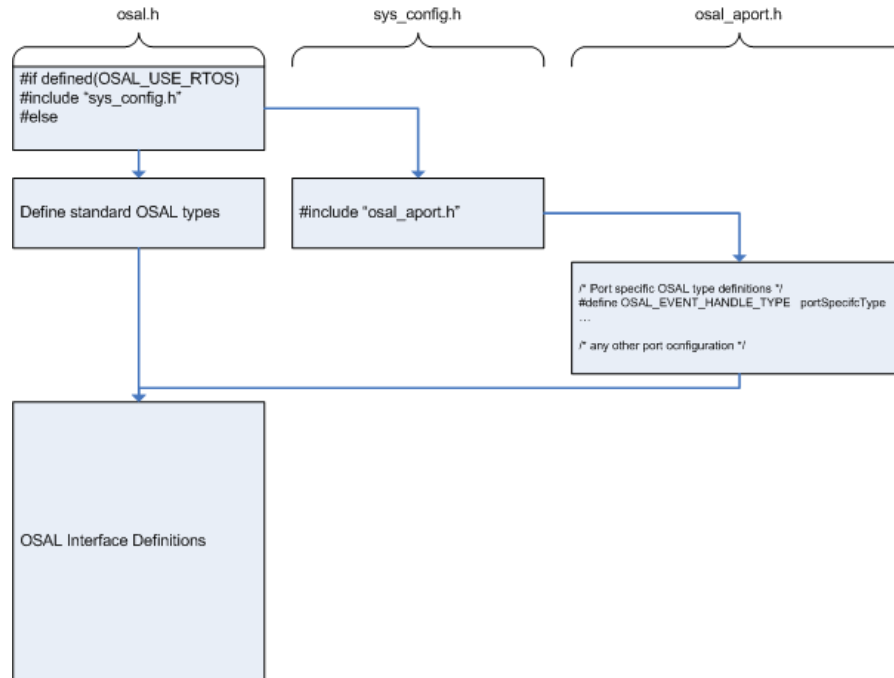 osal.h
sys_config.h
osal_aport.h
#if defined(OSAL_USE_RTOS)
#include “sys_config.h”
#else
Define standard OSAL types
#include “osal_aport.h”
/* Port specific OSAL type definitions */
#define OSAL_EVENT_HANDLE_TYPE portSpecifcType
…
/* any other port ocnfiguration */
OSAL Interface Definitions